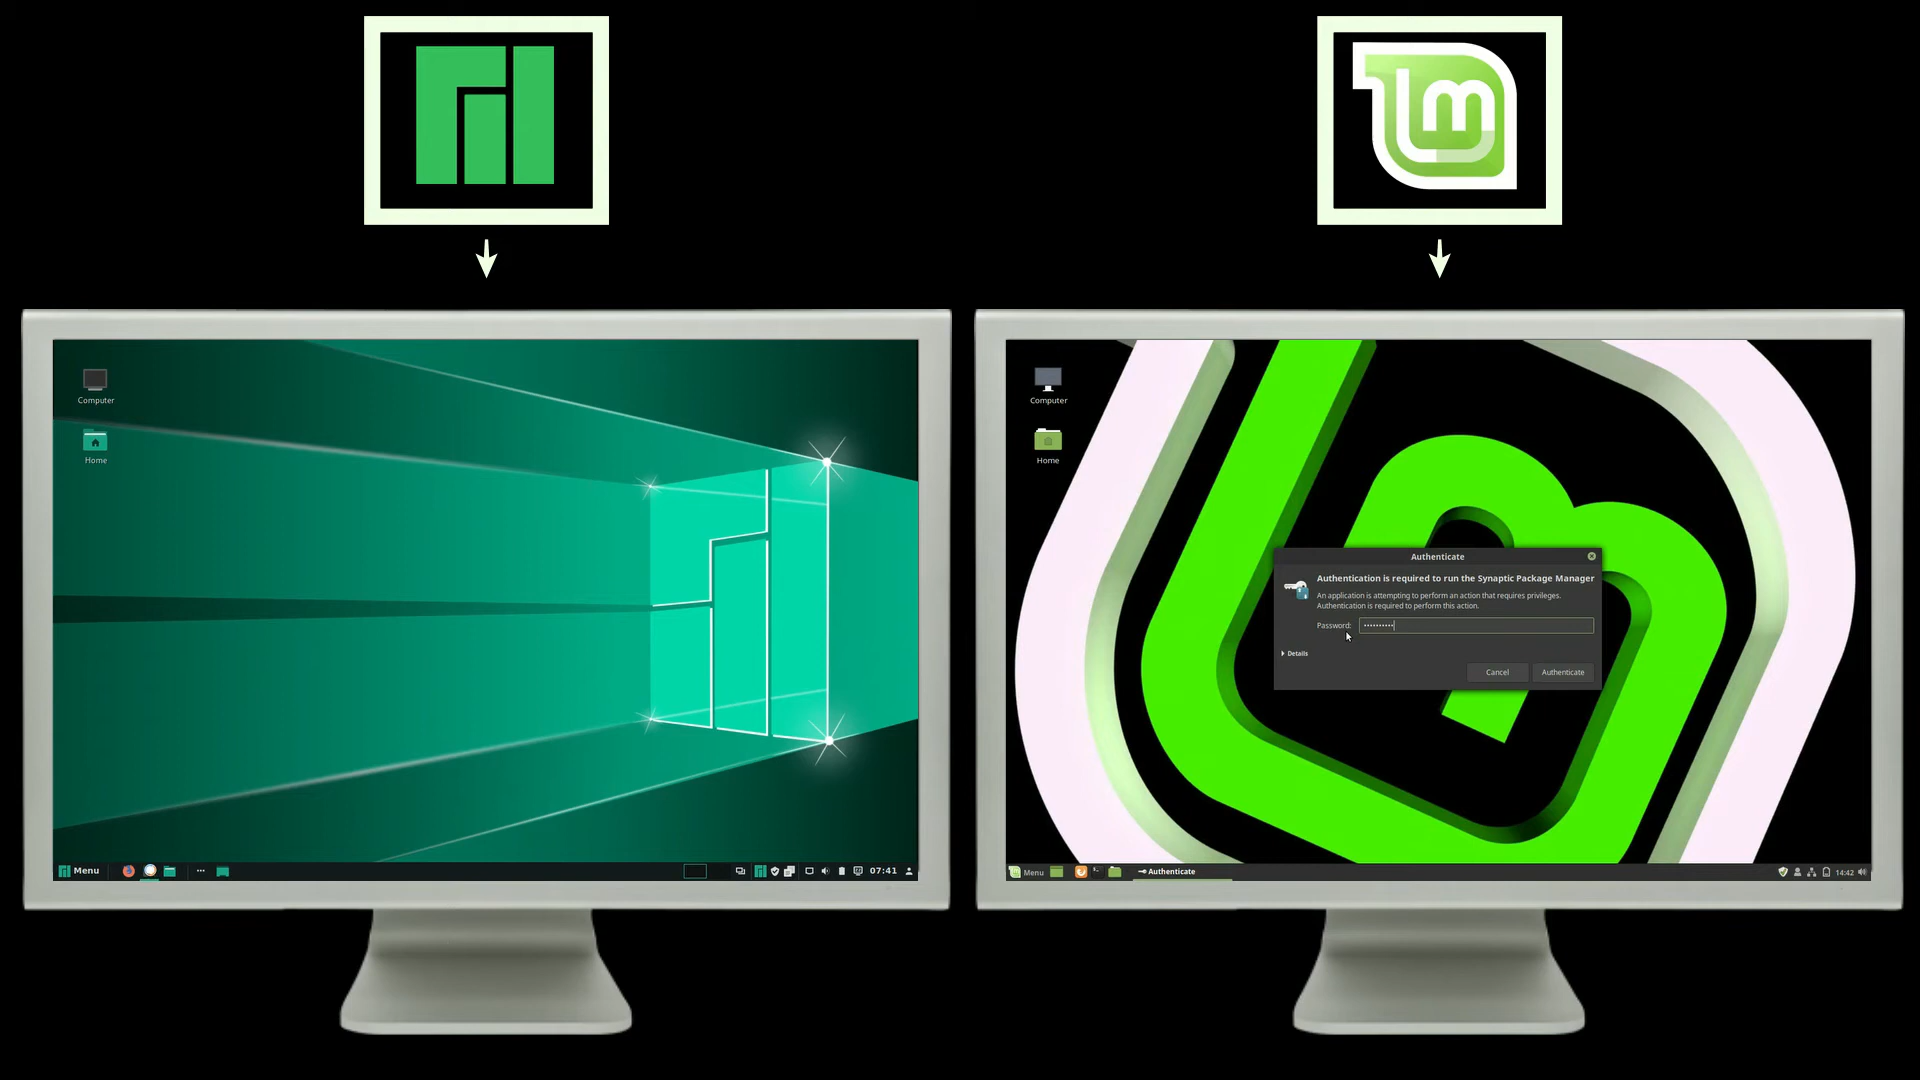 Computer
Home
Menu
07:41
lm
Computer
Home
Authenticate
Authentication is required to run the Synaptic Package Manager
An application is attempting to perform an action that requires privileges.
Authentication is required to perform this action.
Password: ••••••••••
Details
Cancel
Authenticate
Menu
Authenticate
14:42